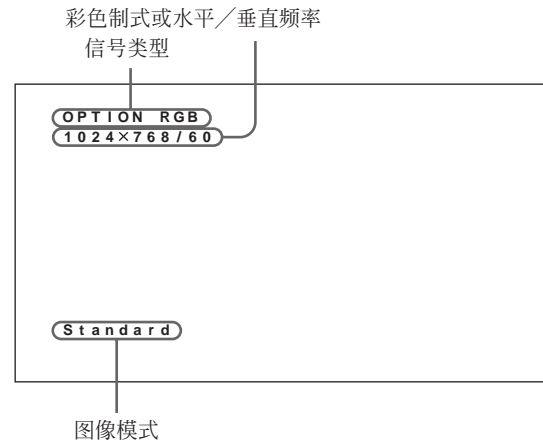 彩色制式或水平／垂直频率
信号类型
OPTION RGB
1024×768/60
Standard
图像模式